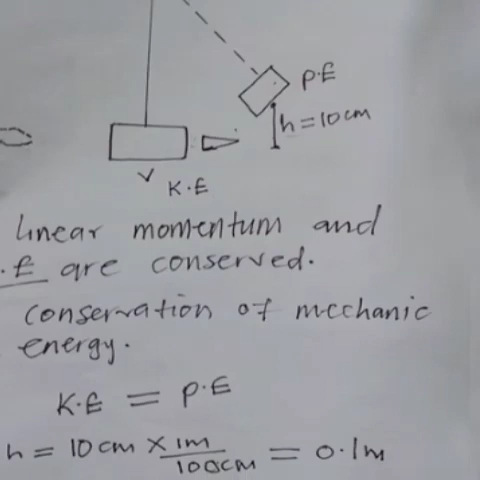 P.E
h = 10cm
V
K.E
linear momentum and
.E are conserved.
conservation of mechanic
energy.
K.E = P.E
h = 10cm × 1m/100cm = 0.1m